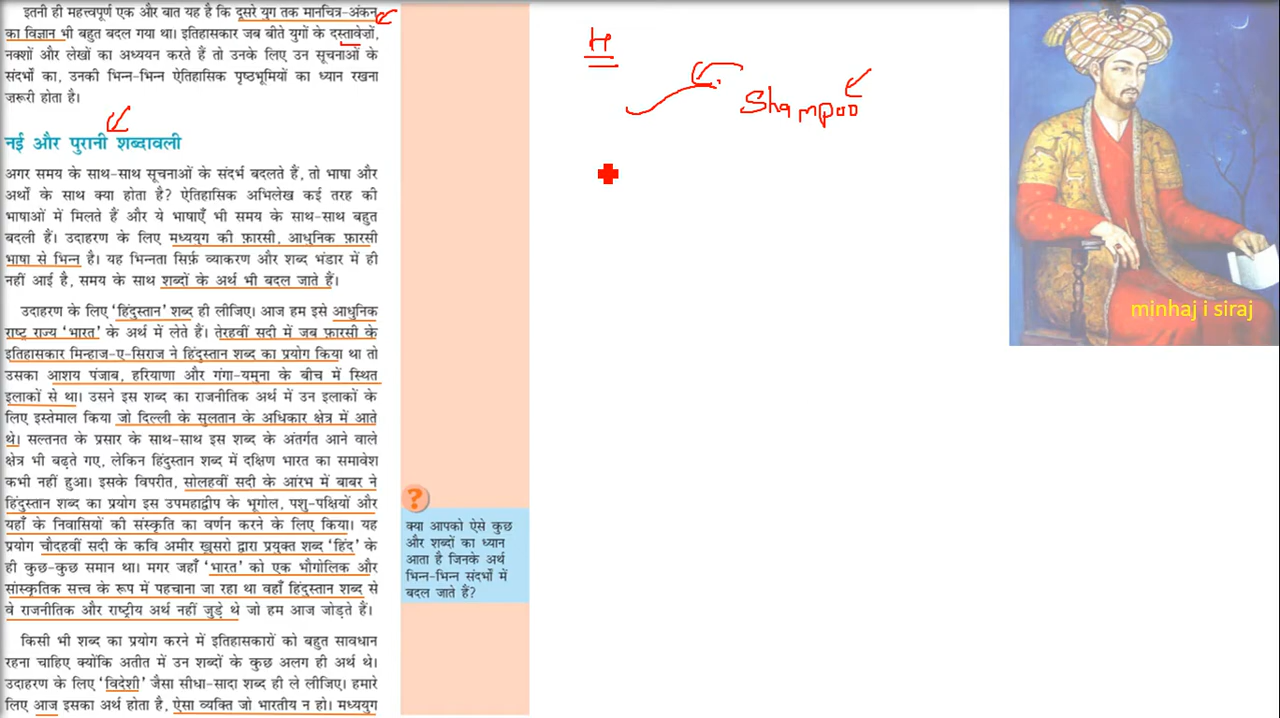 इतनी ही महत्त्वपूर्ण एक और बात यह है कि दूसरे युग तक मानचित्र-अंकन
का विज्ञान भी बहुत बदल गया था। इतिहासकार जब बीते युगों के दस्तावेज़ों,
नक्शों और लेखों का अध्ययन करते हैं तो उनके लिए उन सूचनाओं के
संदर्भों का, उनकी भिन्न-भिन्न ऐतिहासिक पृष्ठभूमियों का ध्यान रखना
ज़रूरी होता है।
नई और पुरानी शब्दावली
अगर समय के साथ-साथ सूचनाओं के संदर्भ बदलते हैं, तो भाषा और
अर्थों के साथ क्या होता है? ऐतिहासिक अभिलेख कई तरह की
भाषाओं में मिलते हैं और ये भाषाएँ भी समय के साथ-साथ बहुत
बदली हैं। उदाहरण के लिए मध्ययुग की फ़ारसी, आधुनिक फ़ारसी
भाषा से भिन्न है। यह भिन्नता सिर्फ़ व्याकरण और शब्द भंडार में ही
नहीं आई है, समय के साथ शब्दों के अर्थ भी बदल जाते हैं।
उदाहरण के लिए 'हिंदुस्तान' शब्द ही लीजिए। आज हम इसे आधुनिक
राष्ट्र राज्य 'भारत' के अर्थ में लेते हैं। तेरहवीं सदी में जब फ़ारसी के
इतिहासकार मिन्हाज-ए-सिराज ने हिंदुस्तान शब्द का प्रयोग किया था तो
उसका आशय पंजाब, हरियाणा और गंगा-यमुना के बीच में स्थित
इलाकों से था। उसने इस शब्द का राजनीतिक अर्थ में उन इलाकों के
लिए इस्तेमाल किया जो दिल्ली के सुलतान के अधिकार क्षेत्र में आते
थे। सल्तनत के प्रसार के साथ-साथ इस शब्द के अंतर्गत आने वाले
क्षेत्र भी बढ़ते गए, लेकिन हिंदुस्तान शब्द में दक्षिण भारत का समावेश
कभी नहीं हुआ। इसके विपरीत, सोलहवीं सदी के आरंभ में बाबर ने
हिंदुस्तान शब्द का प्रयोग इस उपमहाद्वीप के भूगोल, पशु-पक्षियों और
यहाँ के निवासियों की संस्कृति का वर्णन करने के लिए किया। यह
प्रयोग चौदहवीं सदी के कवि अमीर खुसरो द्वारा प्रयुक्त शब्द 'हिंद' के
ही कुछ-कुछ समान था। मगर जहाँ 'भारत' को एक भौगोलिक और
सांस्कृतिक सत्त्व के रूप में पहचाना जा रहा था वहाँ हिंदुस्तान शब्द से
वे राजनीतिक और राष्ट्रीय अर्थ नहीं जुड़े थे जो हम आज जोड़ते हैं।
किसी भी शब्द का प्रयोग करने में इतिहासकारों को बहुत सावधान
रहना चाहिए क्योंकि अतीत में उन शब्दों के कुछ अलग ही अर्थ थे।
उदाहरण के लिए 'विदेशी' जैसा सीधा-सादा शब्द ही ले लीजिए। हमारे
लिए आज इसका अर्थ होता है, ऐसा व्यक्ति जो भारतीय न हो। मध्ययुग
?
क्या आपको ऐसे कुछ
और शब्दों का ध्यान
आता है जिनके अर्थ
भिन्न-भिन्न संदर्भों में
बदल जाते हैं?
H
Shampoo
minhaj i siraj